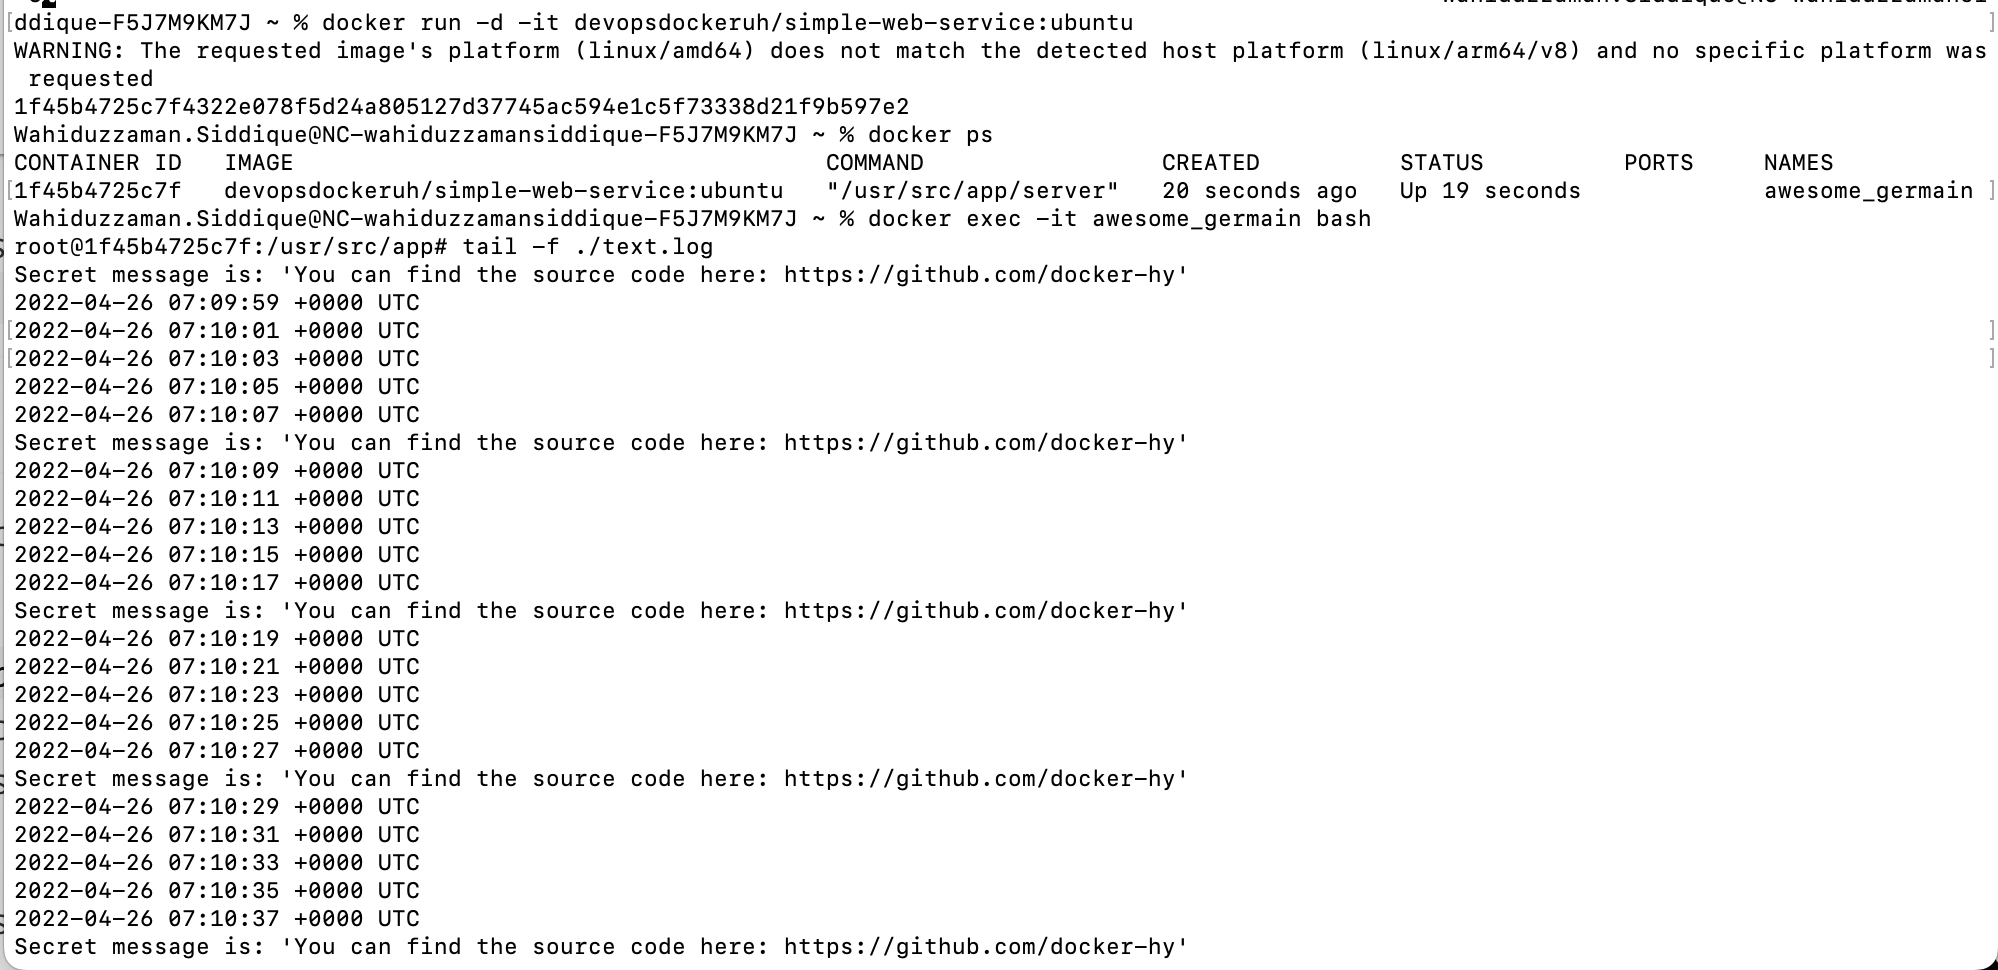 ddique-F5J7M9KM7J ~ % docker run -d -it devopsdockeruh/simple-web-service:ubuntu
WARNING: The requested image's platform (linux/amd64) does not match the detected host platform (linux/arm64/v8) and no specific platform was
requested
1f45b4725c7f4322e078f5d24a805127d37745ac594e1c5f73338d21f9b597e2
Wahiduzzaman.Siddique@NC-wahiduzzamansiddique-F5J7M9KM7J ~ % docker ps
CONTAINER ID   IMAGE                                      COMMAND                 CREATED          STATUS          PORTS     NAMES
1f45b4725c7f   devopsdockeruh/simple-web-service:ubuntu   "/usr/src/app/server"   20 seconds ago   Up 19 seconds             awesome_germain
Wahiduzzaman.Siddique@NC-wahiduzzamansiddique-F5J7M9KM7J ~ % docker exec -it awesome_germain bash
root@1f45b4725c7f:/usr/src/app# tail -f ./text.log
Secret message is: 'You can find the source code here: https://github.com/docker-hy'
2022-04-26 07:09:59 +0000 UTC
2022-04-26 07:10:01 +0000 UTC
2022-04-26 07:10:03 +0000 UTC
2022-04-26 07:10:05 +0000 UTC
2022-04-26 07:10:07 +0000 UTC
Secret message is: 'You can find the source code here: https://github.com/docker-hy'
2022-04-26 07:10:09 +0000 UTC
2022-04-26 07:10:11 +0000 UTC
2022-04-26 07:10:13 +0000 UTC
2022-04-26 07:10:15 +0000 UTC
2022-04-26 07:10:17 +0000 UTC
Secret message is: 'You can find the source code here: https://github.com/docker-hy'
2022-04-26 07:10:19 +0000 UTC
2022-04-26 07:10:21 +0000 UTC
2022-04-26 07:10:23 +0000 UTC
2022-04-26 07:10:25 +0000 UTC
2022-04-26 07:10:27 +0000 UTC
Secret message is: 'You can find the source code here: https://github.com/docker-hy'
2022-04-26 07:10:29 +0000 UTC
2022-04-26 07:10:31 +0000 UTC
2022-04-26 07:10:33 +0000 UTC
2022-04-26 07:10:35 +0000 UTC
2022-04-26 07:10:37 +0000 UTC
Secret message is: 'You can find the source code here: https://github.com/docker-hy'